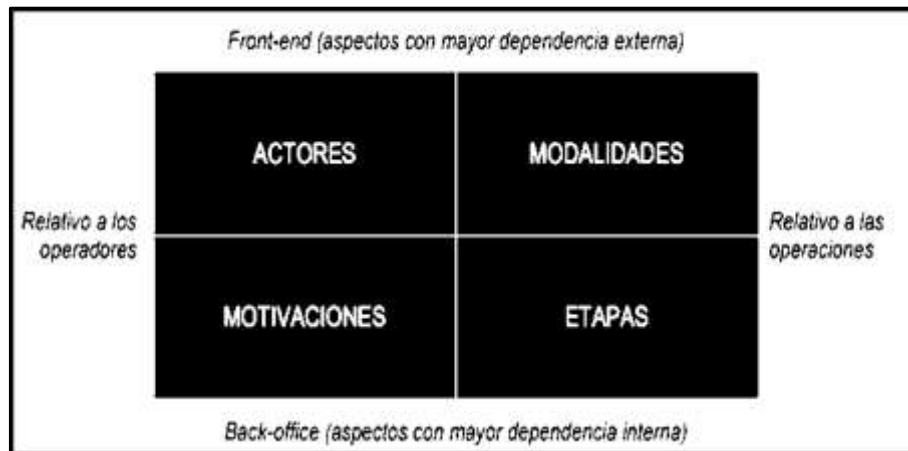 Front-end (aspectos con mayor dependencia externa)
ACTORES
MODALIDADES
Relativo a los
operadores
Relativo a las
operaciones
MOTIVACIONES
ETAPAS
Back-office (aspectos con mayor dependencia interna)